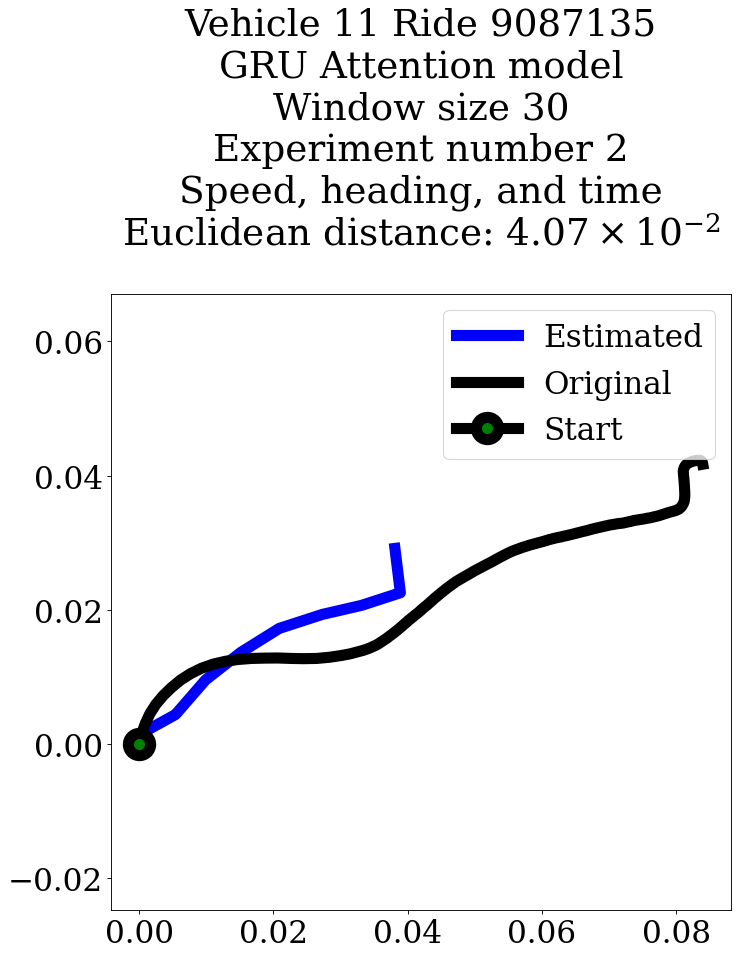 Vehicle 11 Ride 9087135
GRU Attention model
Window size 30
Experiment number 2
Speed, heading, and time
Euclidean distance: 4.07 × 10⁻²
Estimated
Original
Start
0.06
0.04
0.02
0.00
−0.02
0.00 0.02 0.04 0.06 0.08